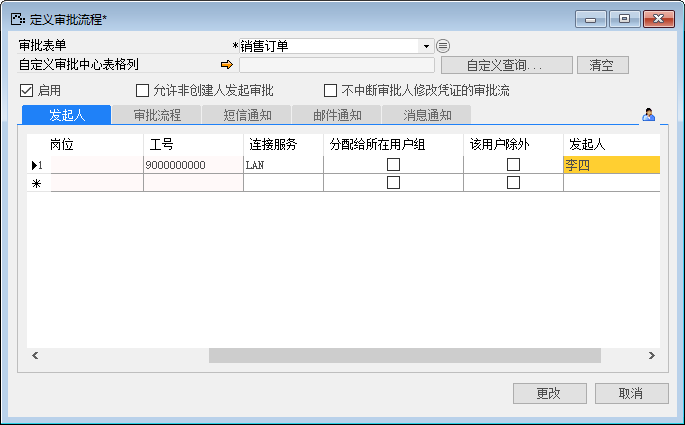 定义审批流程*
审批表单 *销售订单
自定义审批中心表格列 自定义查询... 清空
启用 允许非创建人发起审批 不中断审批人修改凭证的审批流
发起人 审批流程 短信通知 邮件通知 消息通知
岗位 工号 连接服务 分配给所在用户组 该用户除外 发起人
1 9000000000 LAN 李四
*
更改 取消